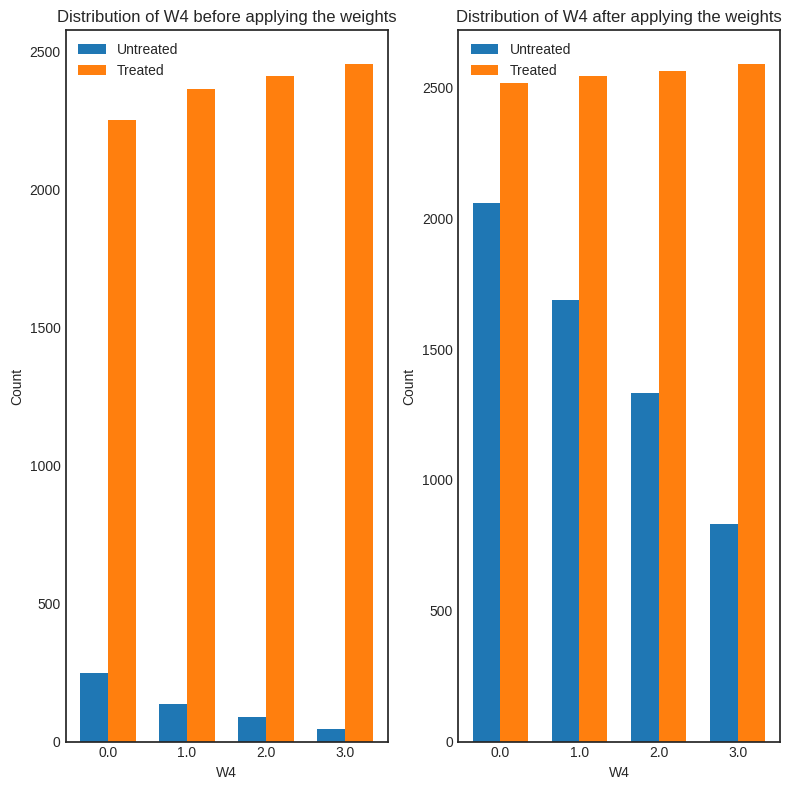 Distribution of W4 before applying the weights
Untreated
Treated
2500
2000
1500
1000
500
0
Count
0.0 1.0 2.0 3.0
W4
Distribution of W4 after applying the weights
Untreated
Treated
2500
2000
1500
1000
500
0
Count
0.0 1.0 2.0 3.0
W4